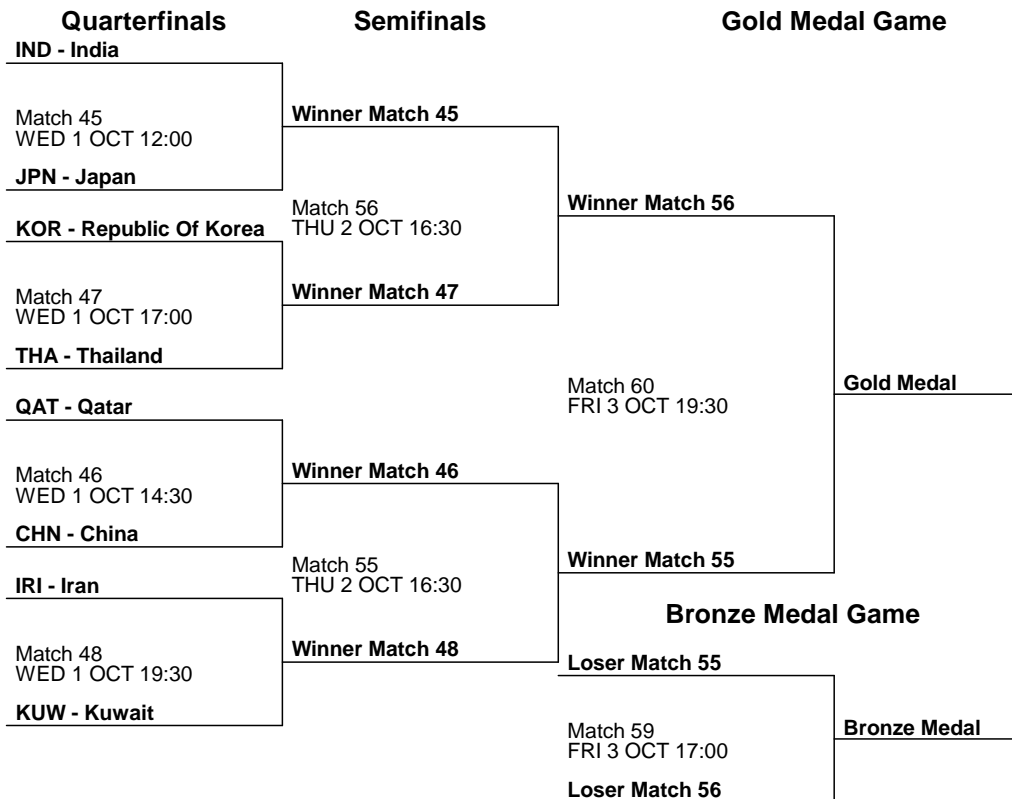 Quarterfinals
Semifinals
Gold Medal Game
IND - India
Match 45
WED 1 OCT 12:00
JPN - Japan
KOR - Republic Of Korea
Match 47
WED 1 OCT 17:00
THA - Thailand
QAT - Qatar
Match 46
WED 1 OCT 14:30
CHN - China
IRI - Iran
Match 48
WED 1 OCT 19:30
KUW - Kuwait
Winner Match 45
Match 56
THU 2 OCT 16:30
Winner Match 47
Winner Match 46
Match 55
THU 2 OCT 16:30
Winner Match 48
Winner Match 56
Match 60
FRI 3 OCT 19:30
Winner Match 55
Gold Medal
Bronze Medal Game
Loser Match 55
Match 59
FRI 3 OCT 17:00
Loser Match 56
Bronze Medal